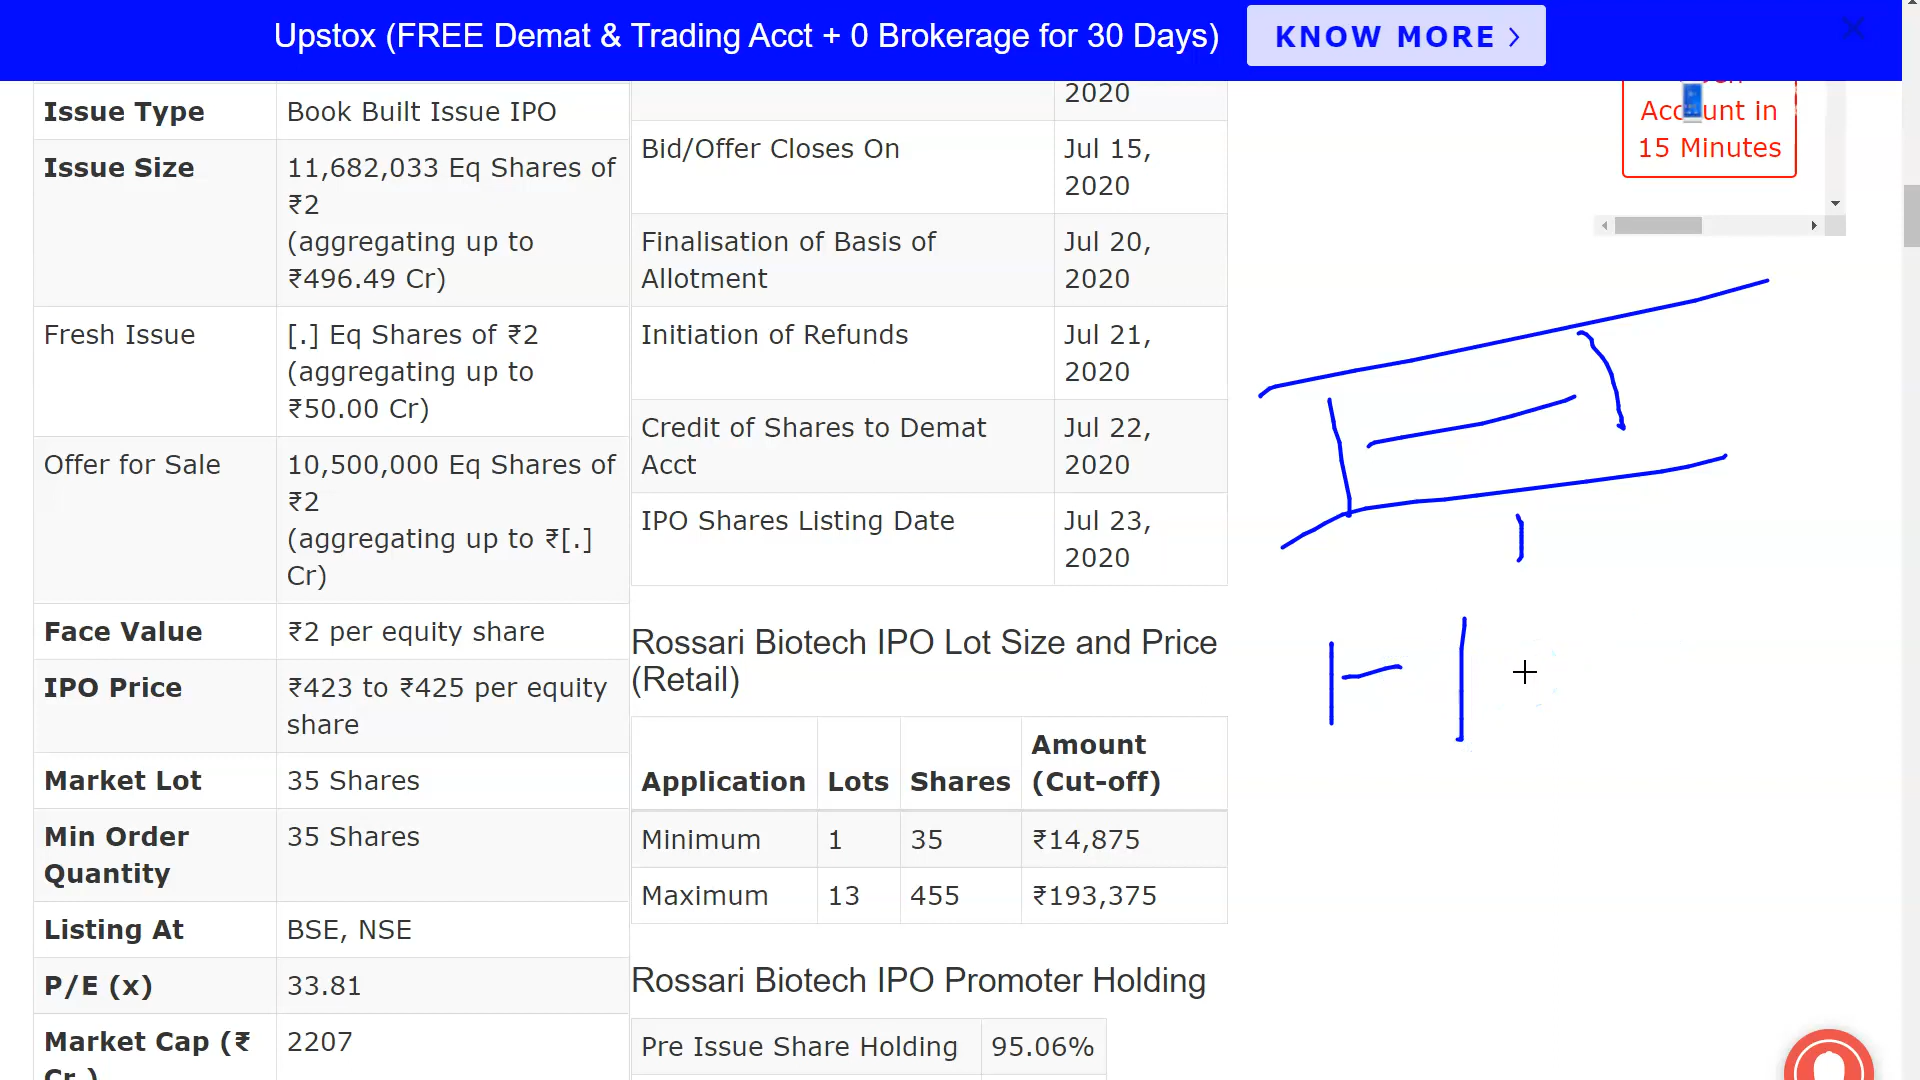 Upstox (FREE Demat & Trading Acct + 0 Brokerage for 30 Days)
KNOW MORE
Issue Type
Book Built Issue IPO
Issue Size
11,682,033 Eq Shares of
₹2
(aggregating up to
₹496.49 Cr)
Fresh Issue
[.] Eq Shares of ₹2
(aggregating up to
₹50.00 Cr)
Offer for Sale
10,500,000 Eq Shares of
₹2
(aggregating up to ₹[.]
Cr)
Face Value
₹2 per equity share
IPO Price
₹423 to ₹425 per equity
share
Market Lot
35 Shares
Min Order
Quantity
35 Shares
Listing At
BSE, NSE
P/E (x)
33.81
Market Cap (₹
Cr.)
2207
2020
Bid/Offer Closes On
Jul 15,
2020
Finalisation of Basis of
Allotment
Jul 20,
2020
Initiation of Refunds
Jul 21,
2020
Credit of Shares to Demat
Acct
Jul 22,
2020
IPO Shares Listing Date
Jul 23,
2020
Rossari Biotech IPO Lot Size and Price
(Retail)
Application
Lots
Shares
Amount
(Cut-off)
Minimum
1
35
₹14,875
Maximum
13
455
₹193,375
Rossari Biotech IPO Promoter Holding
Pre Issue Share Holding
95.06%
Account in
15 Minutes